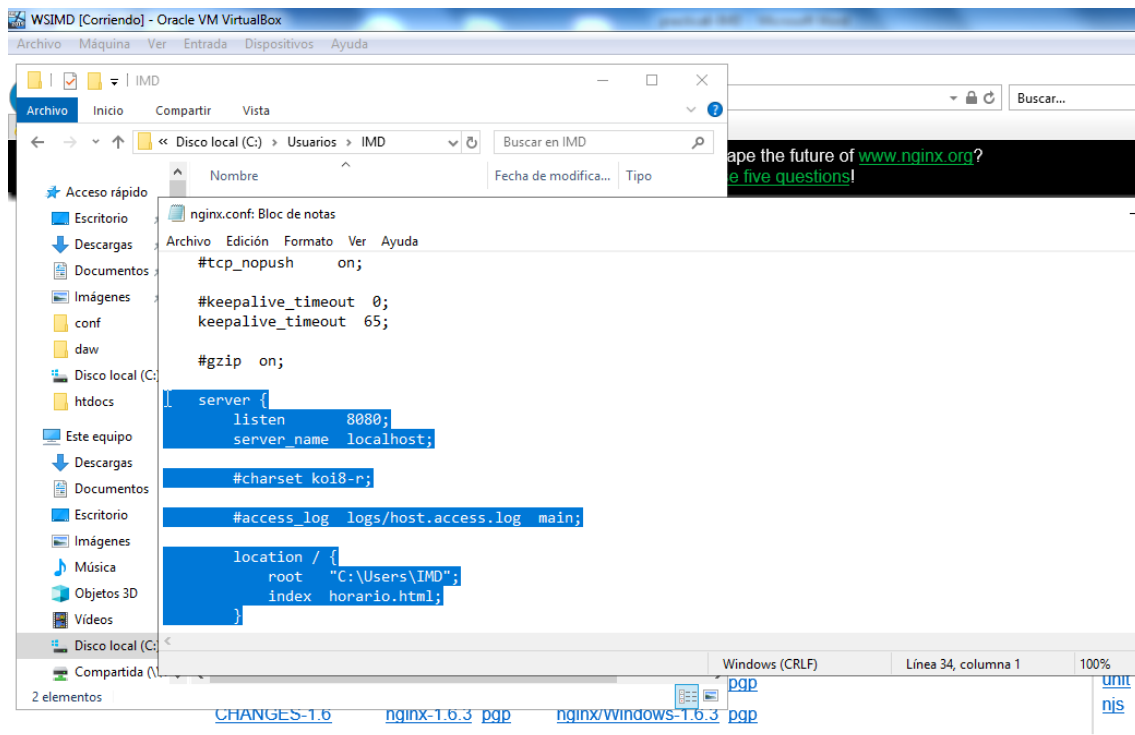 WSIMD [Corriendo] - Oracle VM VirtualBox
Archivo Máquina Ver Entrada Dispositivos Ayuda
IMD
Archivo Inicio Compartir Vista
« Disco local (C:) > Usuarios > IMD
Buscar en IMD
Buscar...
Nombre Fecha de modifica... Tipo
ape the future of www.nginx.org?
e five questions!
Acceso rápido
Escritorio
Descargas
Documentos
Imágenes
conf
daw
Disco local (C:)
htdocs
Este equipo
Descargas
Documentos
Escritorio
Imágenes
Música
Objetos 3D
Vídeos
Disco local (C:)
Compartida (\\
2 elementos
nginx.conf: Bloc de notas
Archivo Edición Formato Ver Ayuda
#tcp_nopush     on;
#keepalive_timeout  0;
keepalive_timeout  65;
#gzip  on;
server {
listen       8080;
server_name  localhost;
#charset koi8-r;
#access_log  logs/host.access.log  main;
location / {
root   "C:\Users\IMD";
index  horario.html;
}
Windows (CRLF) Línea 34, columna 1 100%
pgp
unit
CHANGES-1.6 nginx-1.6.3 pgp nginx/Windows-1.6.3 pgp
njs